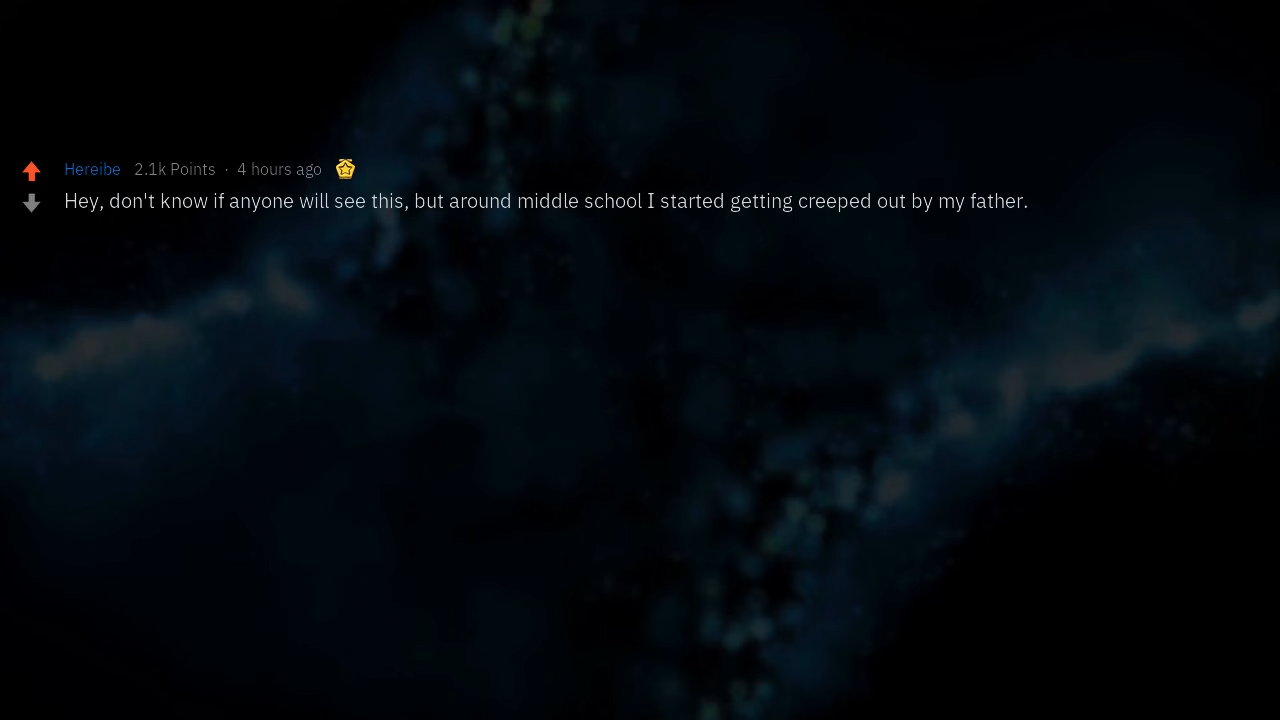 Hereibe 2.1k Points · 4 hours ago
Hey, don't know if anyone will see this, but around middle school I started getting creeped out by my father.